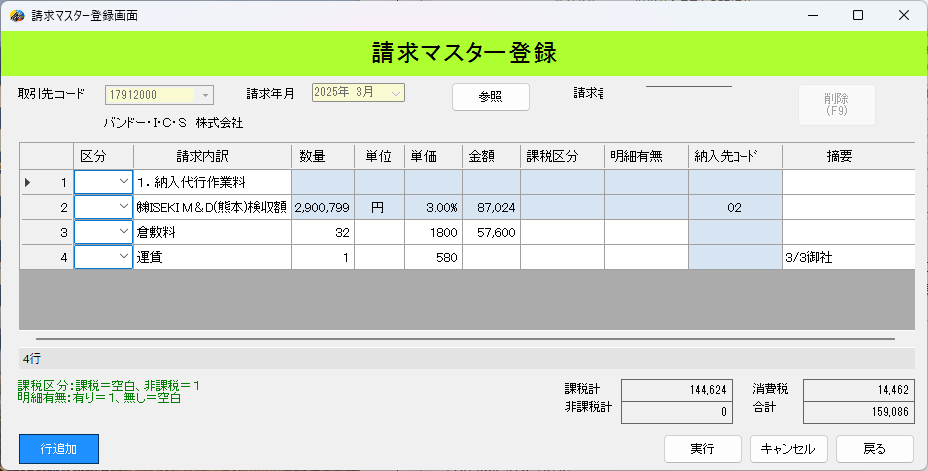 請求マスター登録画面
請求マスター登録
取引先コード 17912000 請求年月 2025年 3月 参照 請求 削除
(F9)
バンドー・I・C・S 株式会社
区分 請求内訳 数量 単位 単価 金額 課税区分 明細有無 納入先コード 摘要
1 1．納入代行作業料
2 ㈱ISEKI M＆D(熊本)検収額 2,900,799 円 3.00% 87,024 02
3 倉敷料 32 1800 57,600
4 運賃 1 580 3/3御社
4行
課税区分：課税＝空白、非課税＝１
明細有無：有り＝１、無し＝空白
課税計 144,624 消費税 14,462
非課税計 0 合計 159,086
行追加 実行 キャンセル 戻る